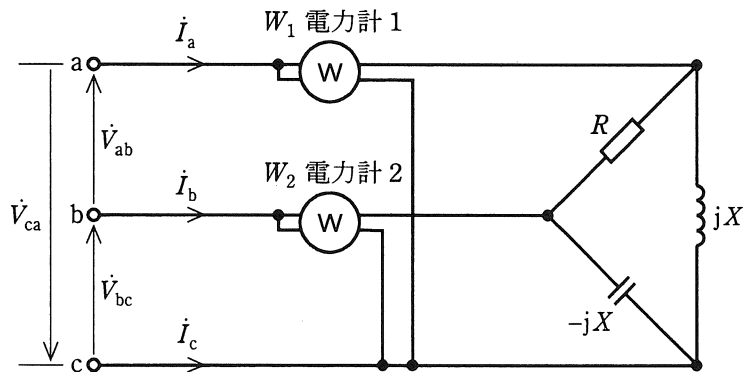 W₁ 電力計 1
İₐ
a
W
R
V̇ab
W₂ 電力計 2
İb
V̇ca
b
W
jX
V̇bc
-jX
İc
c